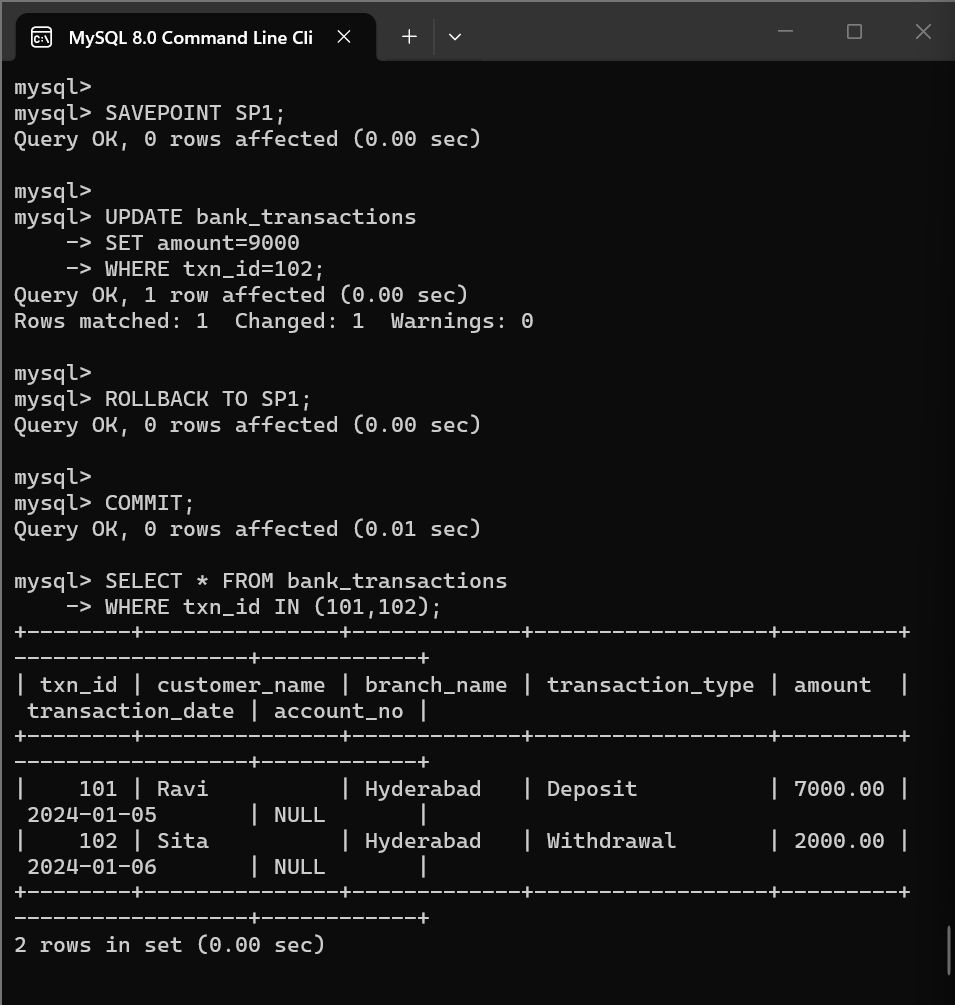 MySQL 8.0 Command Line Cli
mysql>
mysql> SAVEPOINT SP1;
Query OK, 0 rows affected (0.00 sec)
mysql>
mysql> UPDATE bank_transactions
    -> SET amount=9000
    -> WHERE txn_id=102;
Query OK, 1 row affected (0.00 sec)
Rows matched: 1  Changed: 1  Warnings: 0
mysql>
mysql> ROLLBACK TO SP1;
Query OK, 0 rows affected (0.00 sec)
mysql>
mysql> COMMIT;
Query OK, 0 rows affected (0.01 sec)
mysql> SELECT * FROM bank_transactions
    -> WHERE txn_id IN (101,102);
+--------+---------------+-------------+------------------+---------+
------------------+------------+
| txn_id | customer_name | branch_name | transaction_type | amount  |
 transaction_date | account_no |
+--------+---------------+-------------+------------------+---------+
------------------+------------+
|    101 | Ravi          | Hyderabad   | Deposit          | 7000.00 |
 2024-01-05       | NULL       |
|    102 | Sita          | Hyderabad   | Withdrawal       | 2000.00 |
 2024-01-06       | NULL       |
+--------+---------------+-------------+------------------+---------+
------------------+------------+
2 rows in set (0.00 sec)